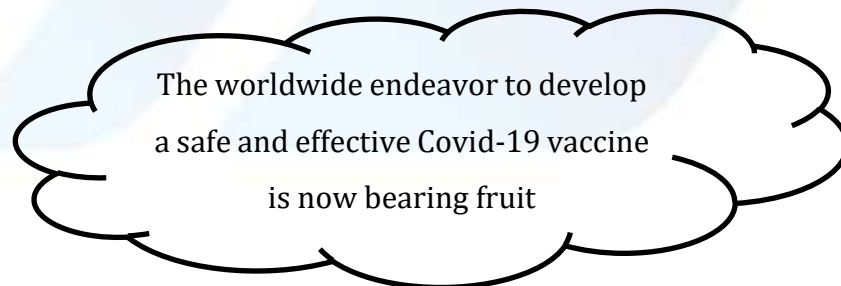 The worldwide endeavor to develop
a safe and effective Covid-19 vaccine
is now bearing fruit